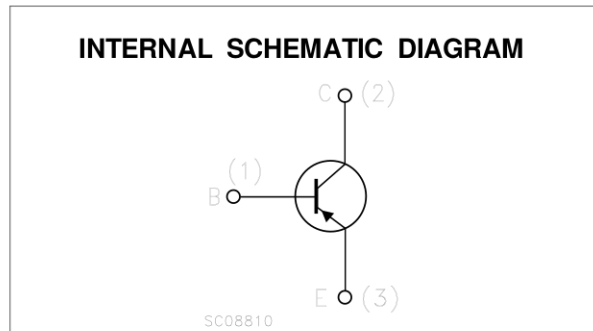 INTERNAL SCHEMATIC DIAGRAM
C (2)
(1)
B
E (3)
SC08810